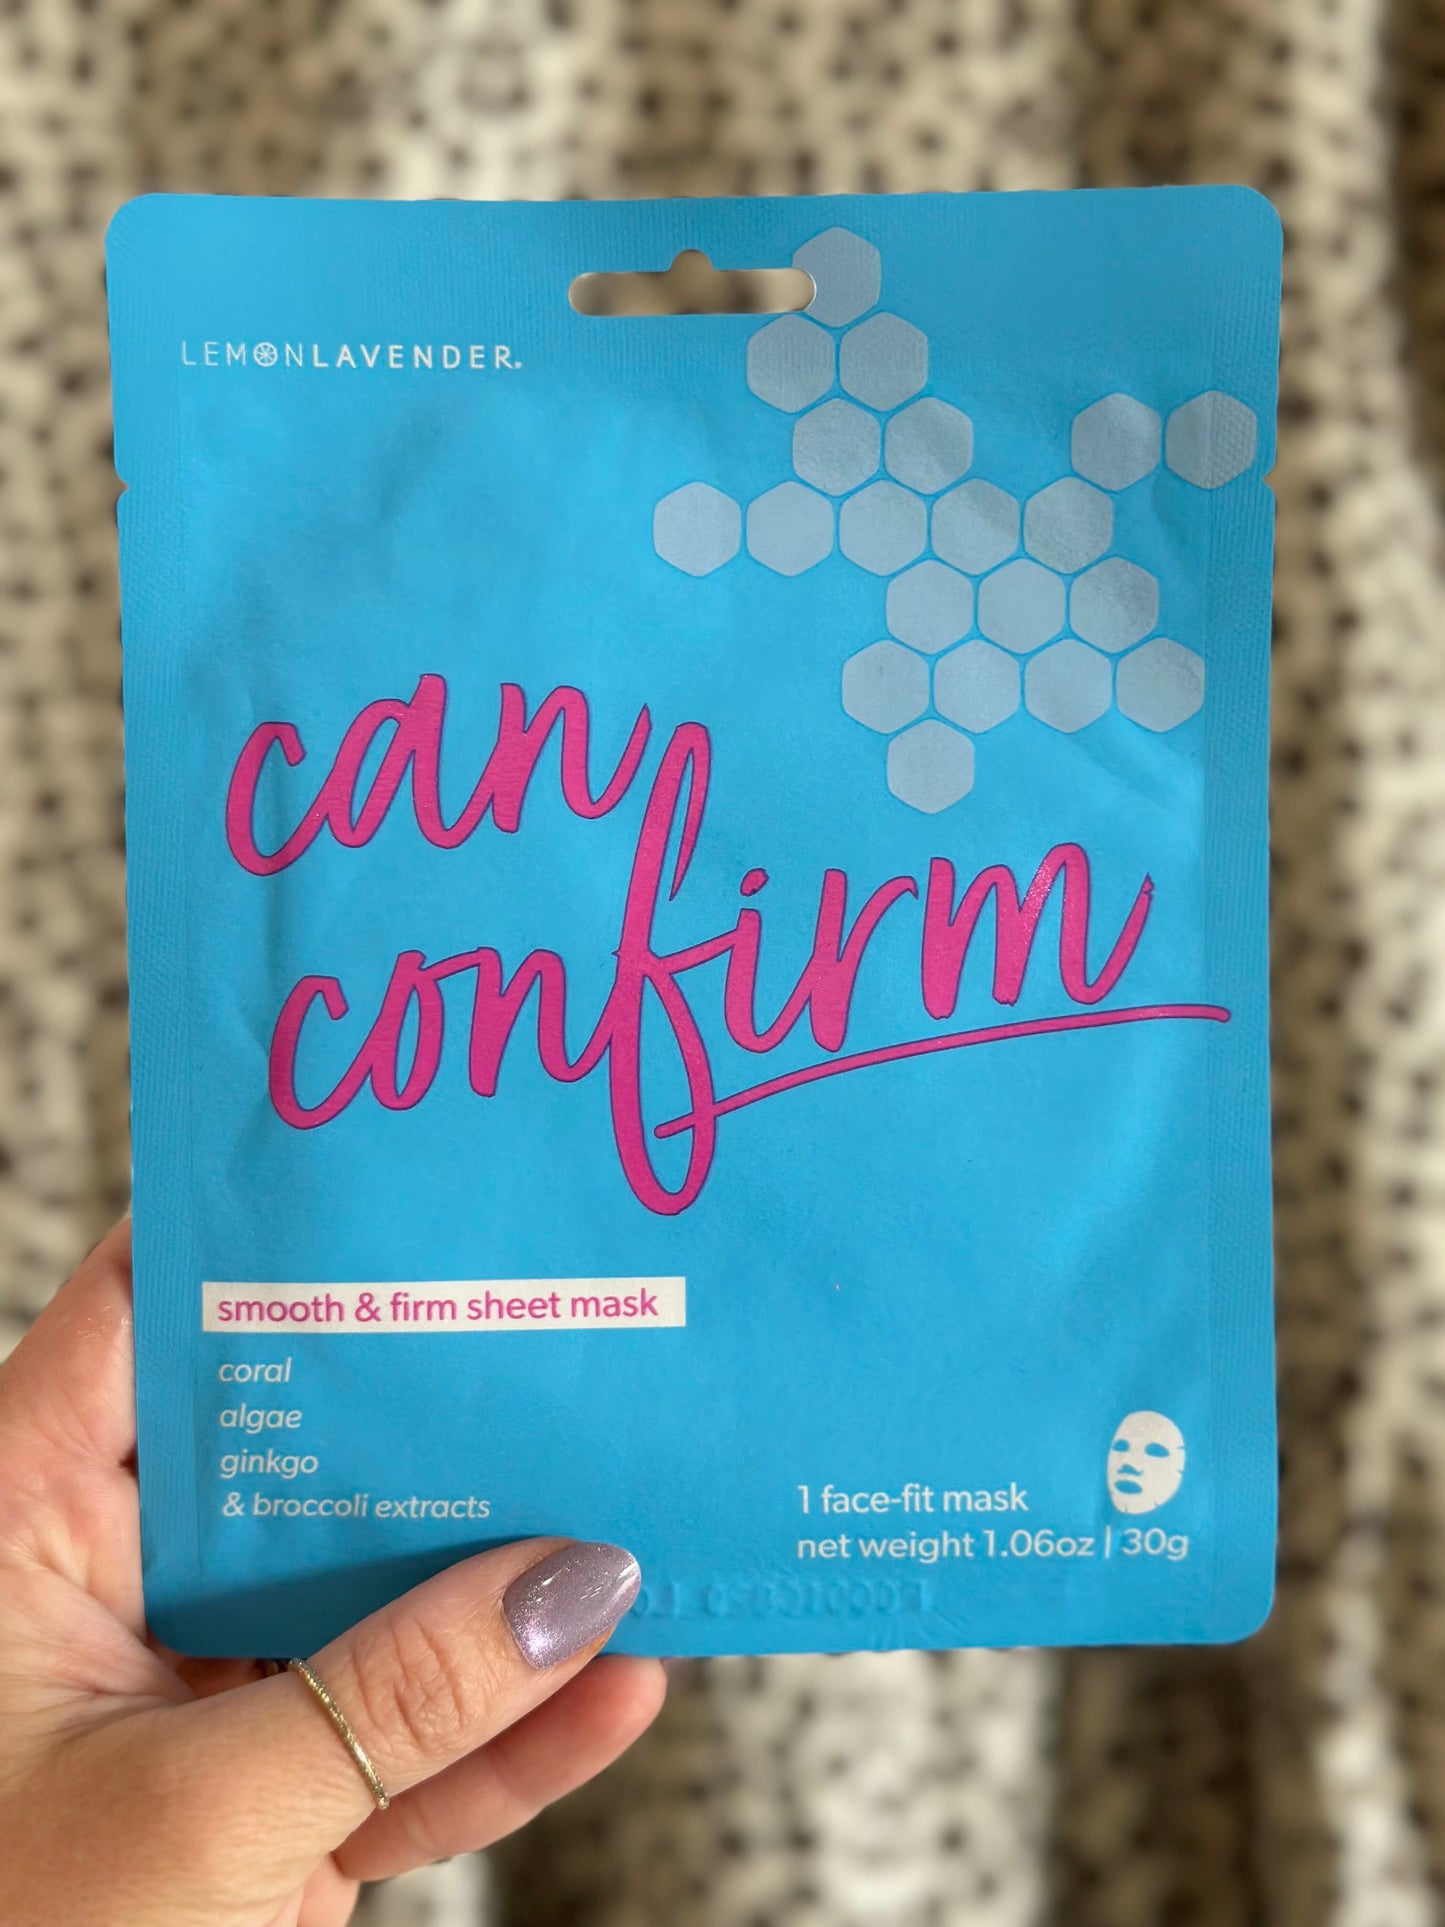 LEMONLAVENDER®
can
confirm
smooth & firm sheet mask
coral
algae
ginkgo
& broccoli extracts
1 face-fit mask
net weight 1.06oz | 30g